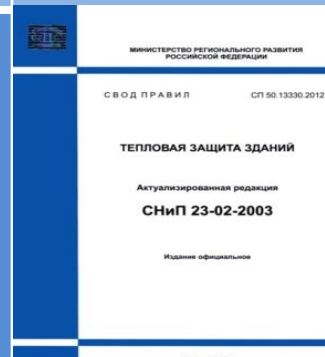 МИНИСТЕРСТВО РЕГИОНАЛЬНОГО РАЗВИТИЯ
РОССИЙСКОЙ ФЕДЕРАЦИИ
СВОД ПРАВИЛ СП 50.13330.2012
ТЕПЛОВАЯ ЗАЩИТА ЗДАНИЙ
Актуализированная редакция
СНиП 23-02-2003
Издание официальное